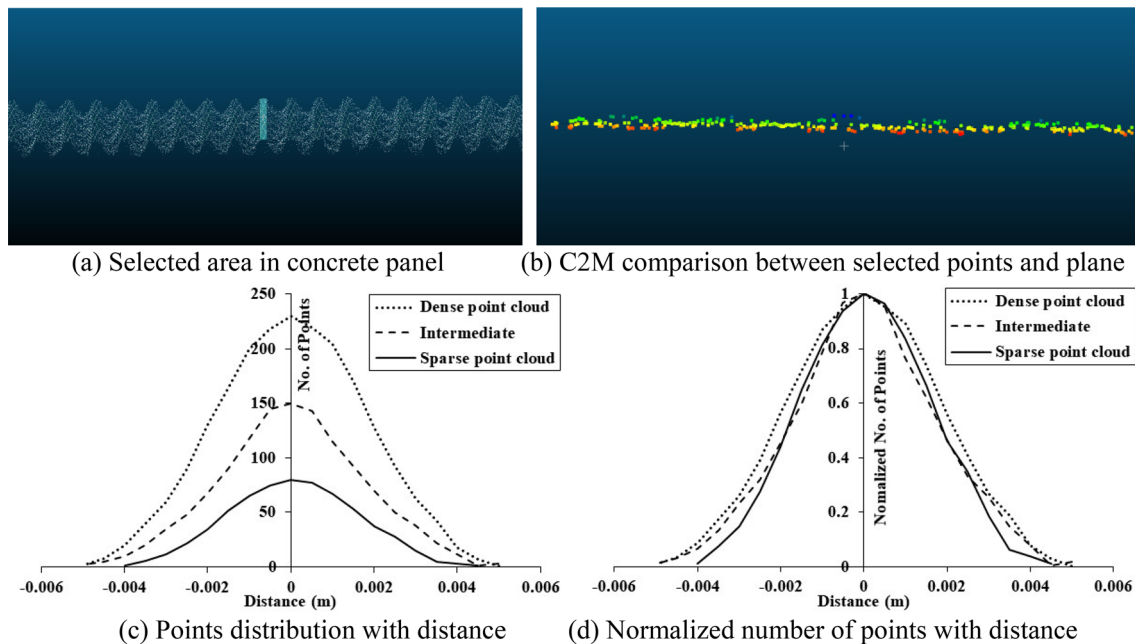 (a) Selected area in concrete panel
(b) C2M comparison between selected points and plane
250
200
150
100
50
0
No. of Points
Dense point cloud
Intermediate
Sparse point cloud
-0.006 -0.004 -0.002 0 0.002 0.004 0.006
Distance (m)
(c) Points distribution with distance
1
0.8
0.6
0.4
0.2
0
Nomalized No. of Points
Dense point cloud
Intermediate
Sparse point cloud
-0.006 -0.004 -0.002 0 0.002 0.004 0.006
Distance (m)
(d) Normalized number of points with distance